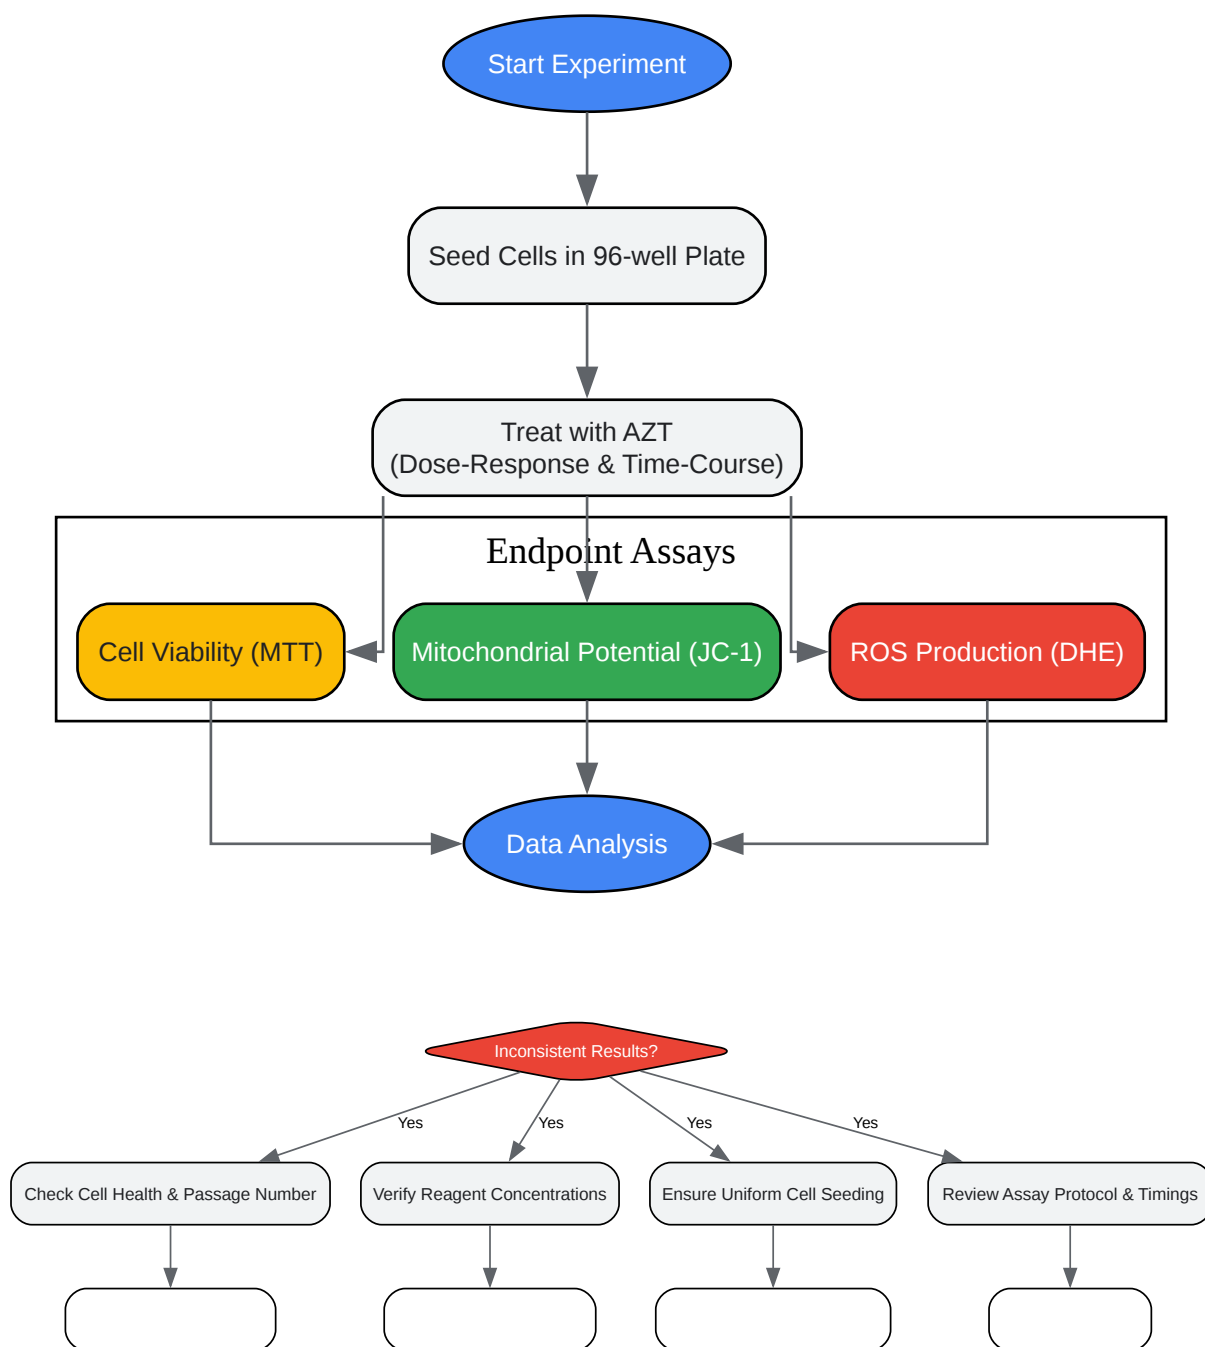 Start Experiment
Seed Cells in 96-well Plate
Treat with AZT
(Dose-Response & Time-Course)
Endpoint Assays
Cell Viability (MTT)
Mitochondrial Potential (JC-1)
ROS Production (DHE)
Data Analysis
Inconsistent Results?
Yes
Yes
Yes
Yes
Check Cell Health & Passage Number
Verify Reagent Concentrations
Ensure Uniform Cell Seeding
Review Assay Protocol & Timings